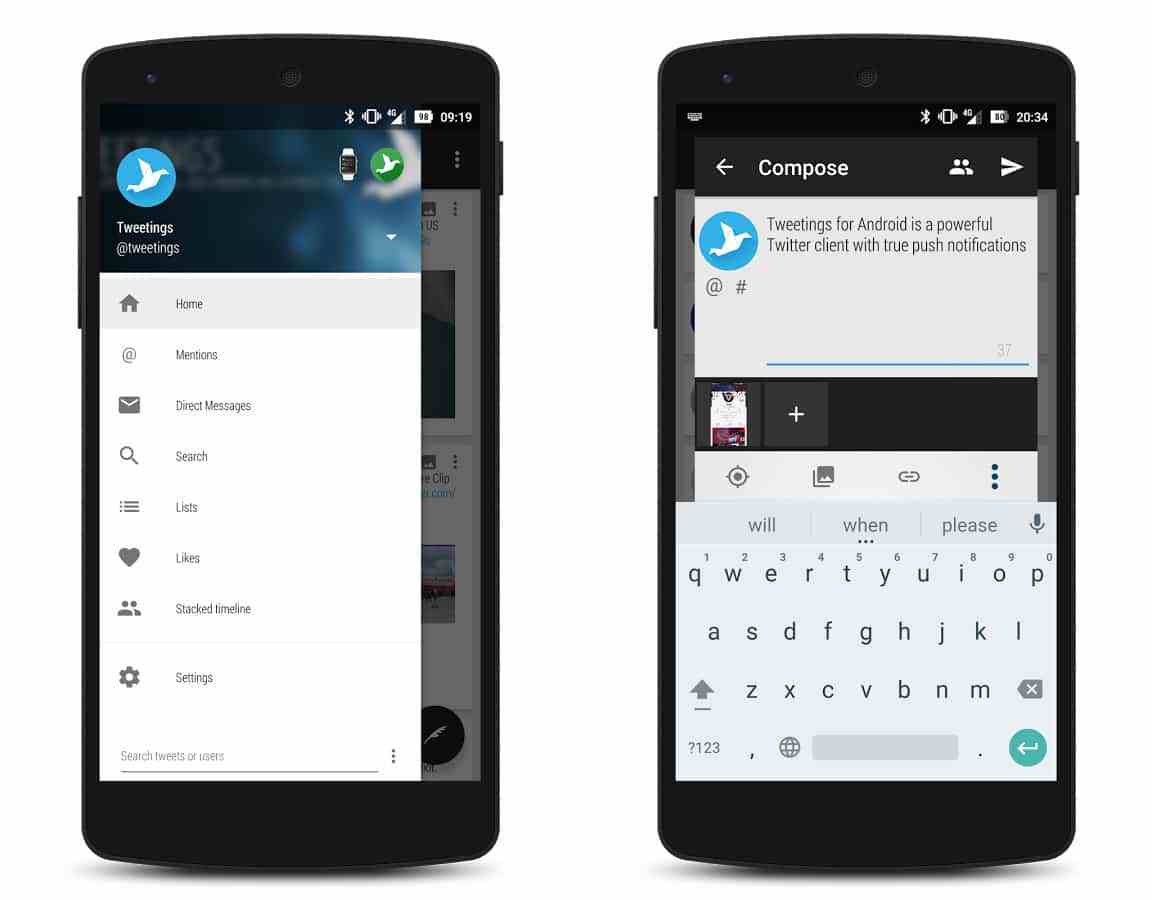 4G
98
09:19
Tweetings
@tweetings
US
Home
@
Mentions
Direct Messages
Search
Lists
Likes
Stacked timeline
Settings
Search tweets or users
Clip
4G
80
20:34
Compose
Tweetings for Android is a powerful
Twitter client with true push notifications
@ #
37
+
will when please
1 2 3 4 5 6 7 8 9 0
q w e r t y u i o p
a s d f g h j k l
z x c v b n m
?123 , .